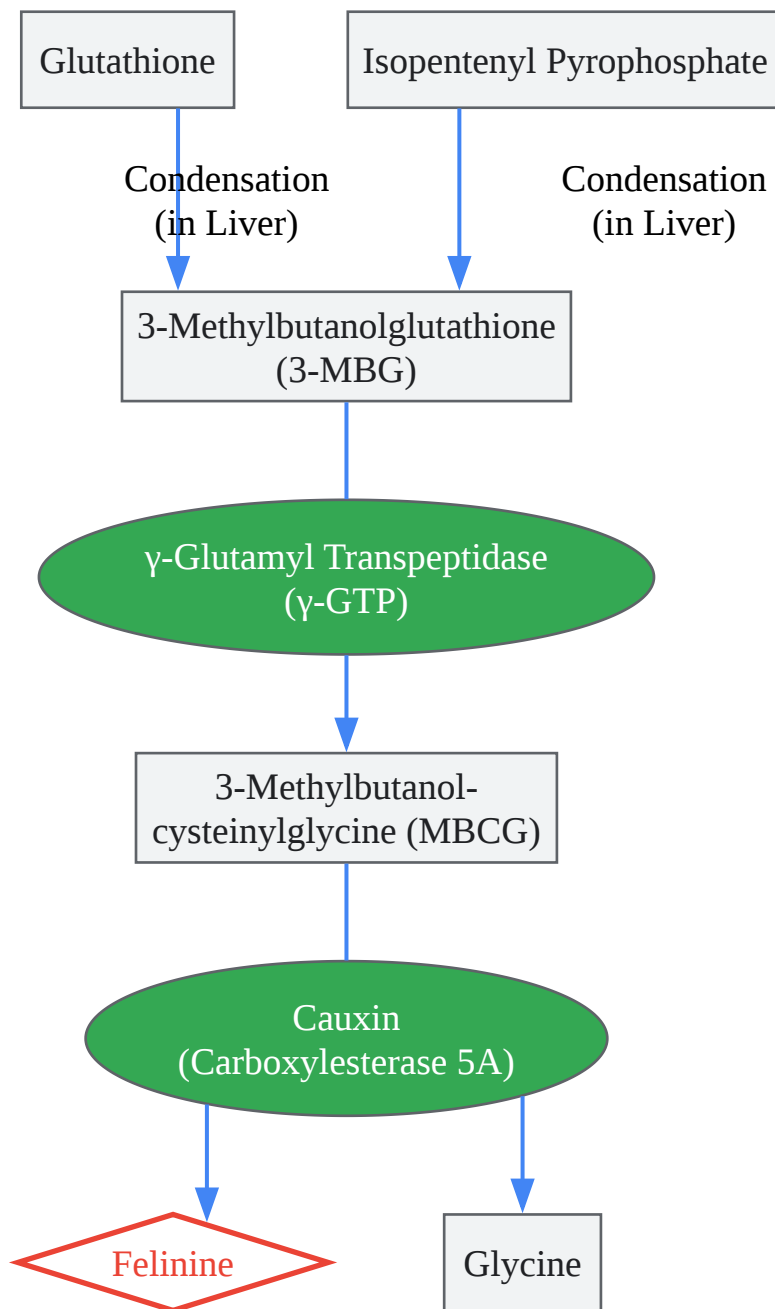 Glutathione
Isopentenyl Pyrophosphate
Condensation
(in Liver)
Condensation
(in Liver)
3-Methylbutanolglutathione
(3-MBG)
γ-Glutamyl Transpeptidase
(γ-GTP)
3-Methylbutanol-
cysteinylglycine (MBCG)
Cauxin
(Carboxylesterase 5A)
Felinine
Glycine